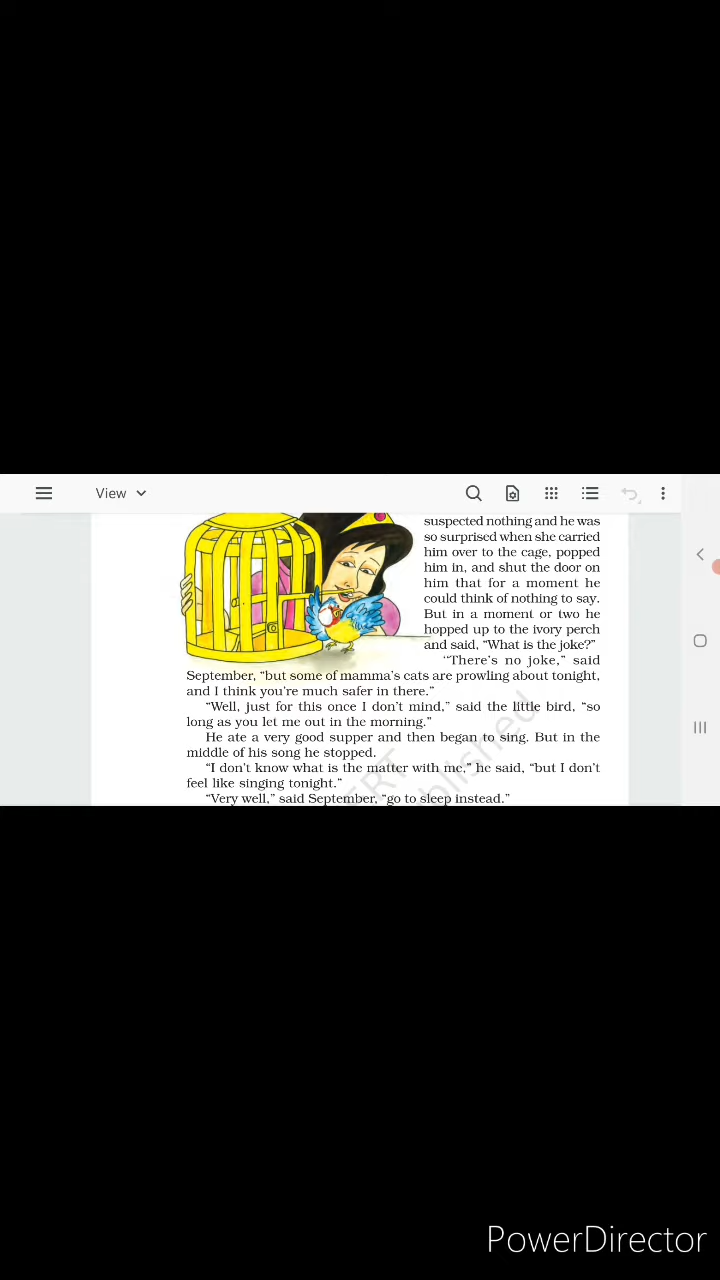 View
suspected nothing and he was
so surprised when she carried
him over to the cage, popped
him in, and shut the door on
him that for a moment he
could think of nothing to say.
But in a moment or two he
hopped up to the ivory perch
and said, “What is the joke?”
“There's no joke,” said
September, “but some of mamma's cats are prowling about tonight,
and I think you're much safer in there.”
“Well, just for this once I don't mind,” said the little bird, “so
long as you let me out in the morning.”
He ate a very good supper and then began to sing. But in the
middle of his song he stopped.
“I don't know what is the matter with me,” he said, “but I don't
feel like singing tonight.”
“Very well,” said September, “go to sleep instead.”
PowerDirector